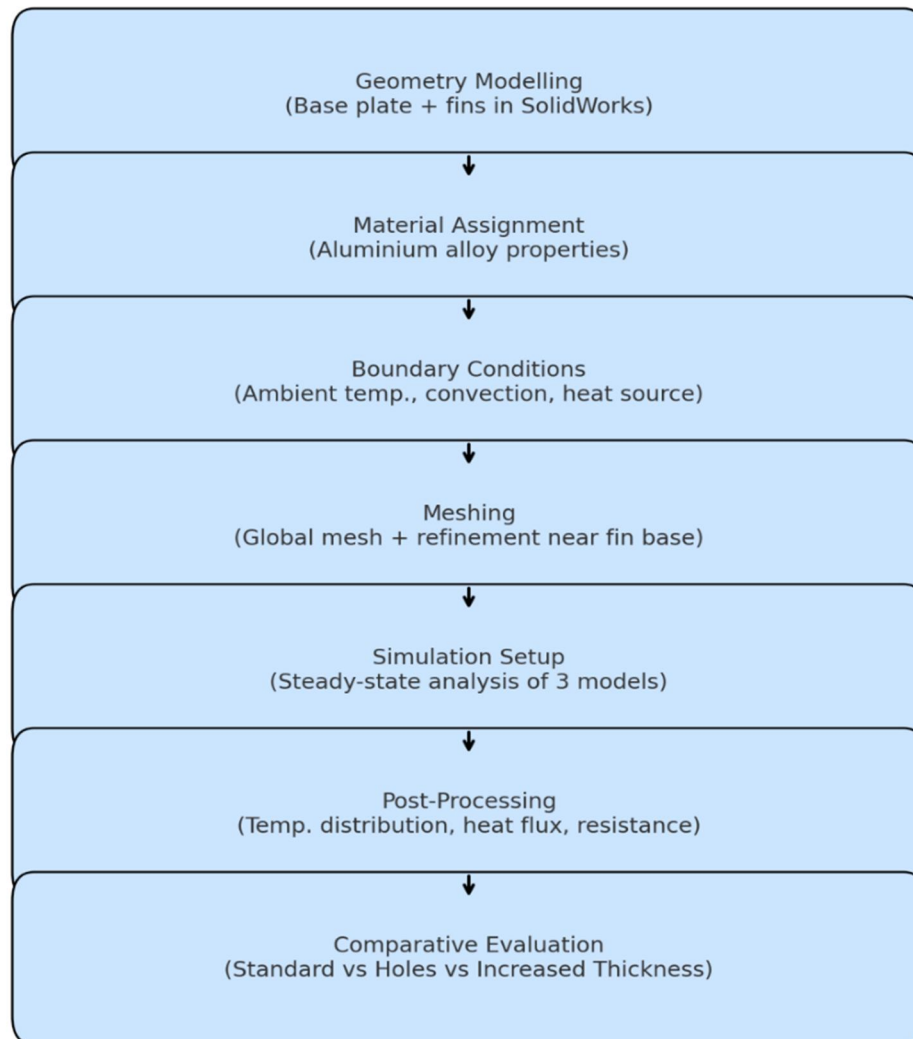 Geometry Modelling
(Base plate + fins in SolidWorks)
Material Assignment
(Aluminium alloy properties)
Boundary Conditions
(Ambient temp., convection, heat source)
Meshing
(Global mesh + refinement near fin base)
Simulation Setup
(Steady-state analysis of 3 models)
Post-Processing
(Temp. distribution, heat flux, resistance)
Comparative Evaluation
(Standard vs Holes vs Increased Thickness)